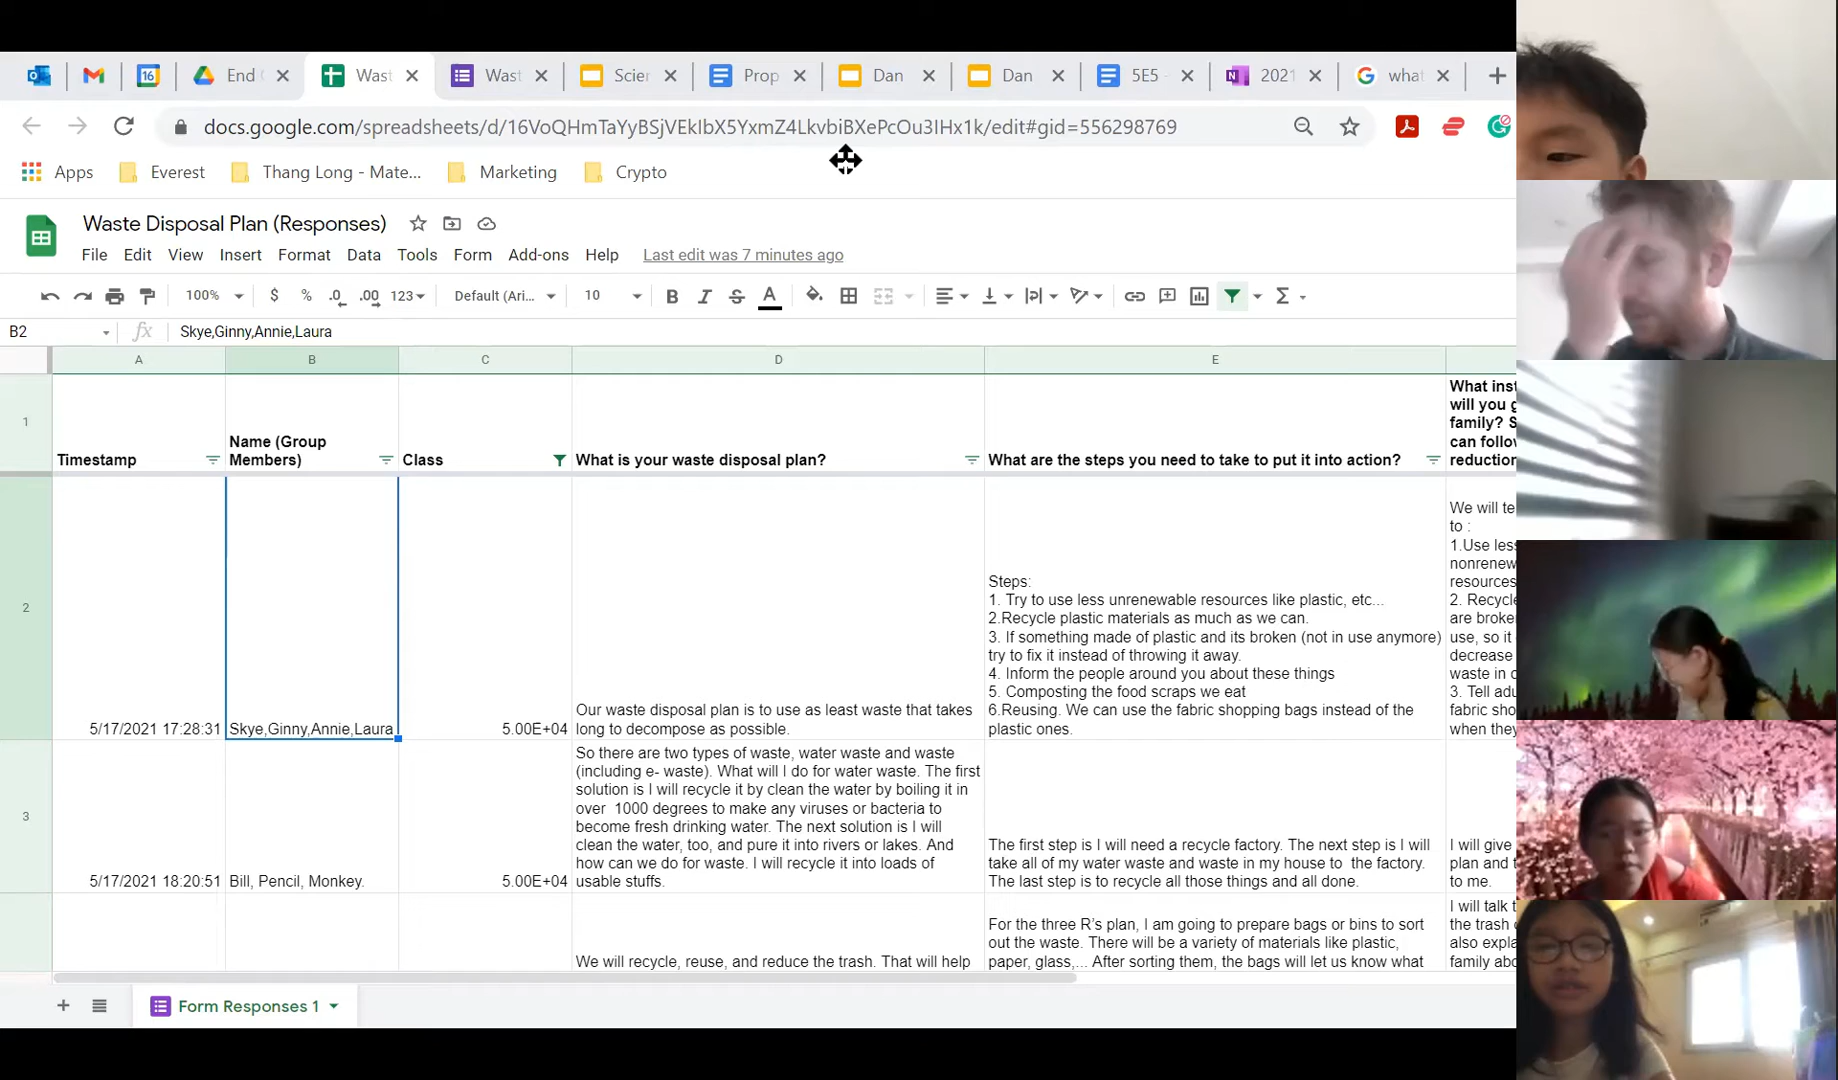 16
End
Wast
Wast
Scien
Prop
Dan
Dan
5E5 -
2021
what
docs.google.com/spreadsheets/d/16VoQHmTaYyBSjVEkIbX5YxmZ4LkvbiBXePcOu3IHx1k/edit#gid=556298769
Apps Everest Thang Long - Mate... Marketing Crypto
Waste Disposal Plan (Responses)
File Edit View Insert Format Data Tools Form Add-ons Help Last edit was 7 minutes ago
100% $ % .0 .00 123 Default (Ari... 10 B I S A Σ
B2 fx Skye,Ginny,Annie,Laura
A B C D E
1
Timestamp
Name (Group
Members)
Class
What is your waste disposal plan?
What are the steps you need to take to put it into action?
What inst
will you g
family? S
can follow
reduction
2
5/17/2021 17:28:31
Skye,Ginny,Annie,Laura
5.00E+04
Our waste disposal plan is to use as least waste that takes
long to decompose as possible.
Steps:
1. Try to use less unrenewable resources like plastic, etc...
2.Recycle plastic materials as much as we can.
3. If something made of plastic and its broken (not in use anymore)
try to fix it instead of throwing it away.
4. Inform the people around you about these things
5. Composting the food scraps we eat
6.Reusing. We can use the fabric shopping bags instead of the
plastic ones.
We will te
to :
1.Use less
nonrenew
resources
2. Recycle
are broken
use, so it
decrease
waste in o
3. Tell adu
fabric sho
when they
3
5/17/2021 18:20:51
Bill, Pencil, Monkey.
5.00E+04
So there are two types of waste, water waste and waste
(including e- waste). What will I do for water waste. The first
solution is I will recycle it by clean the water by boiling it in
over 1000 degrees to make any viruses or bacteria to
become fresh drinking water. The next solution is I will
clean the water, too, and pure it into rivers or lakes. And
how can we do for waste. I will recycle it into loads of
usable stuffs.
The first step is I will need a recycle factory. The next step is I will
take all of my water waste and waste in my house to the factory.
The last step is to recycle all those things and all done.
I will give
plan and t
to me.
We will recycle, reuse, and reduce the trash. That will help
For the three R's plan, I am going to prepare bags or bins to sort
out the waste. There will be a variety of materials like plastic,
paper, glass,... After sorting them, the bags will let us know what
I will talk t
the trash
also expla
family abo
Form Responses 1